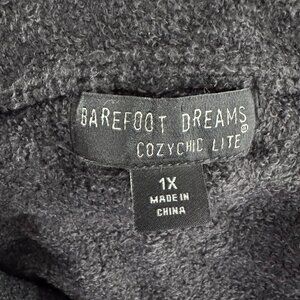 BAREFOOT DREAMS®
COZYCHIC LITE
1X
MADE IN
CHINA